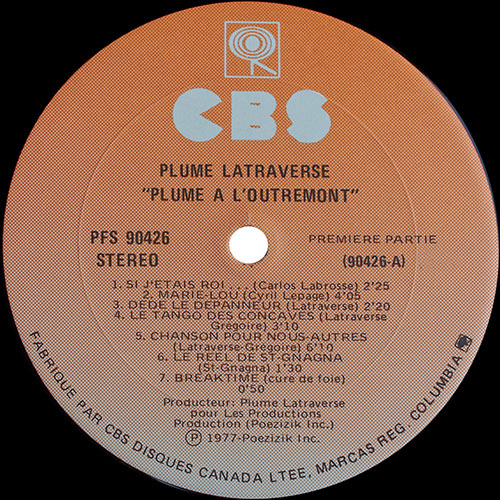 CBS
PLUME LATRAVERSE
"PLUME A L'OUTREMONT"
PFS 90426
STEREO
PREMIERE PARTIE
(90426-A)
1. SI J'ETAIS ROI... (Carlos Labrosse) 2'25
2. MARIE-LOU (Cyril Lepage) 4'05
3. DEDE LE DEPANNEUR (Latraverse) 2'20
4. LE TANGO DES CONCAVES (Latraverse
Grégoire) 3'10
5. CHANSON POUR NOUS-AUTRES
(Latraverse-Grégoire) 6'10
6. LE REEL DE ST-GNAGNA
(St-Gnagna) 1'30
7. BREAKTIME (cure de foie)
0'50
Producteur: Plume Latraverse
pour Les Productions
Production (Poezizik Inc.)
Ⓟ 1977-Poezizik Inc.
FABRIQUE PAR CBS DISQUES CANADA LTEE, MARCAS REG. COLUMBIA